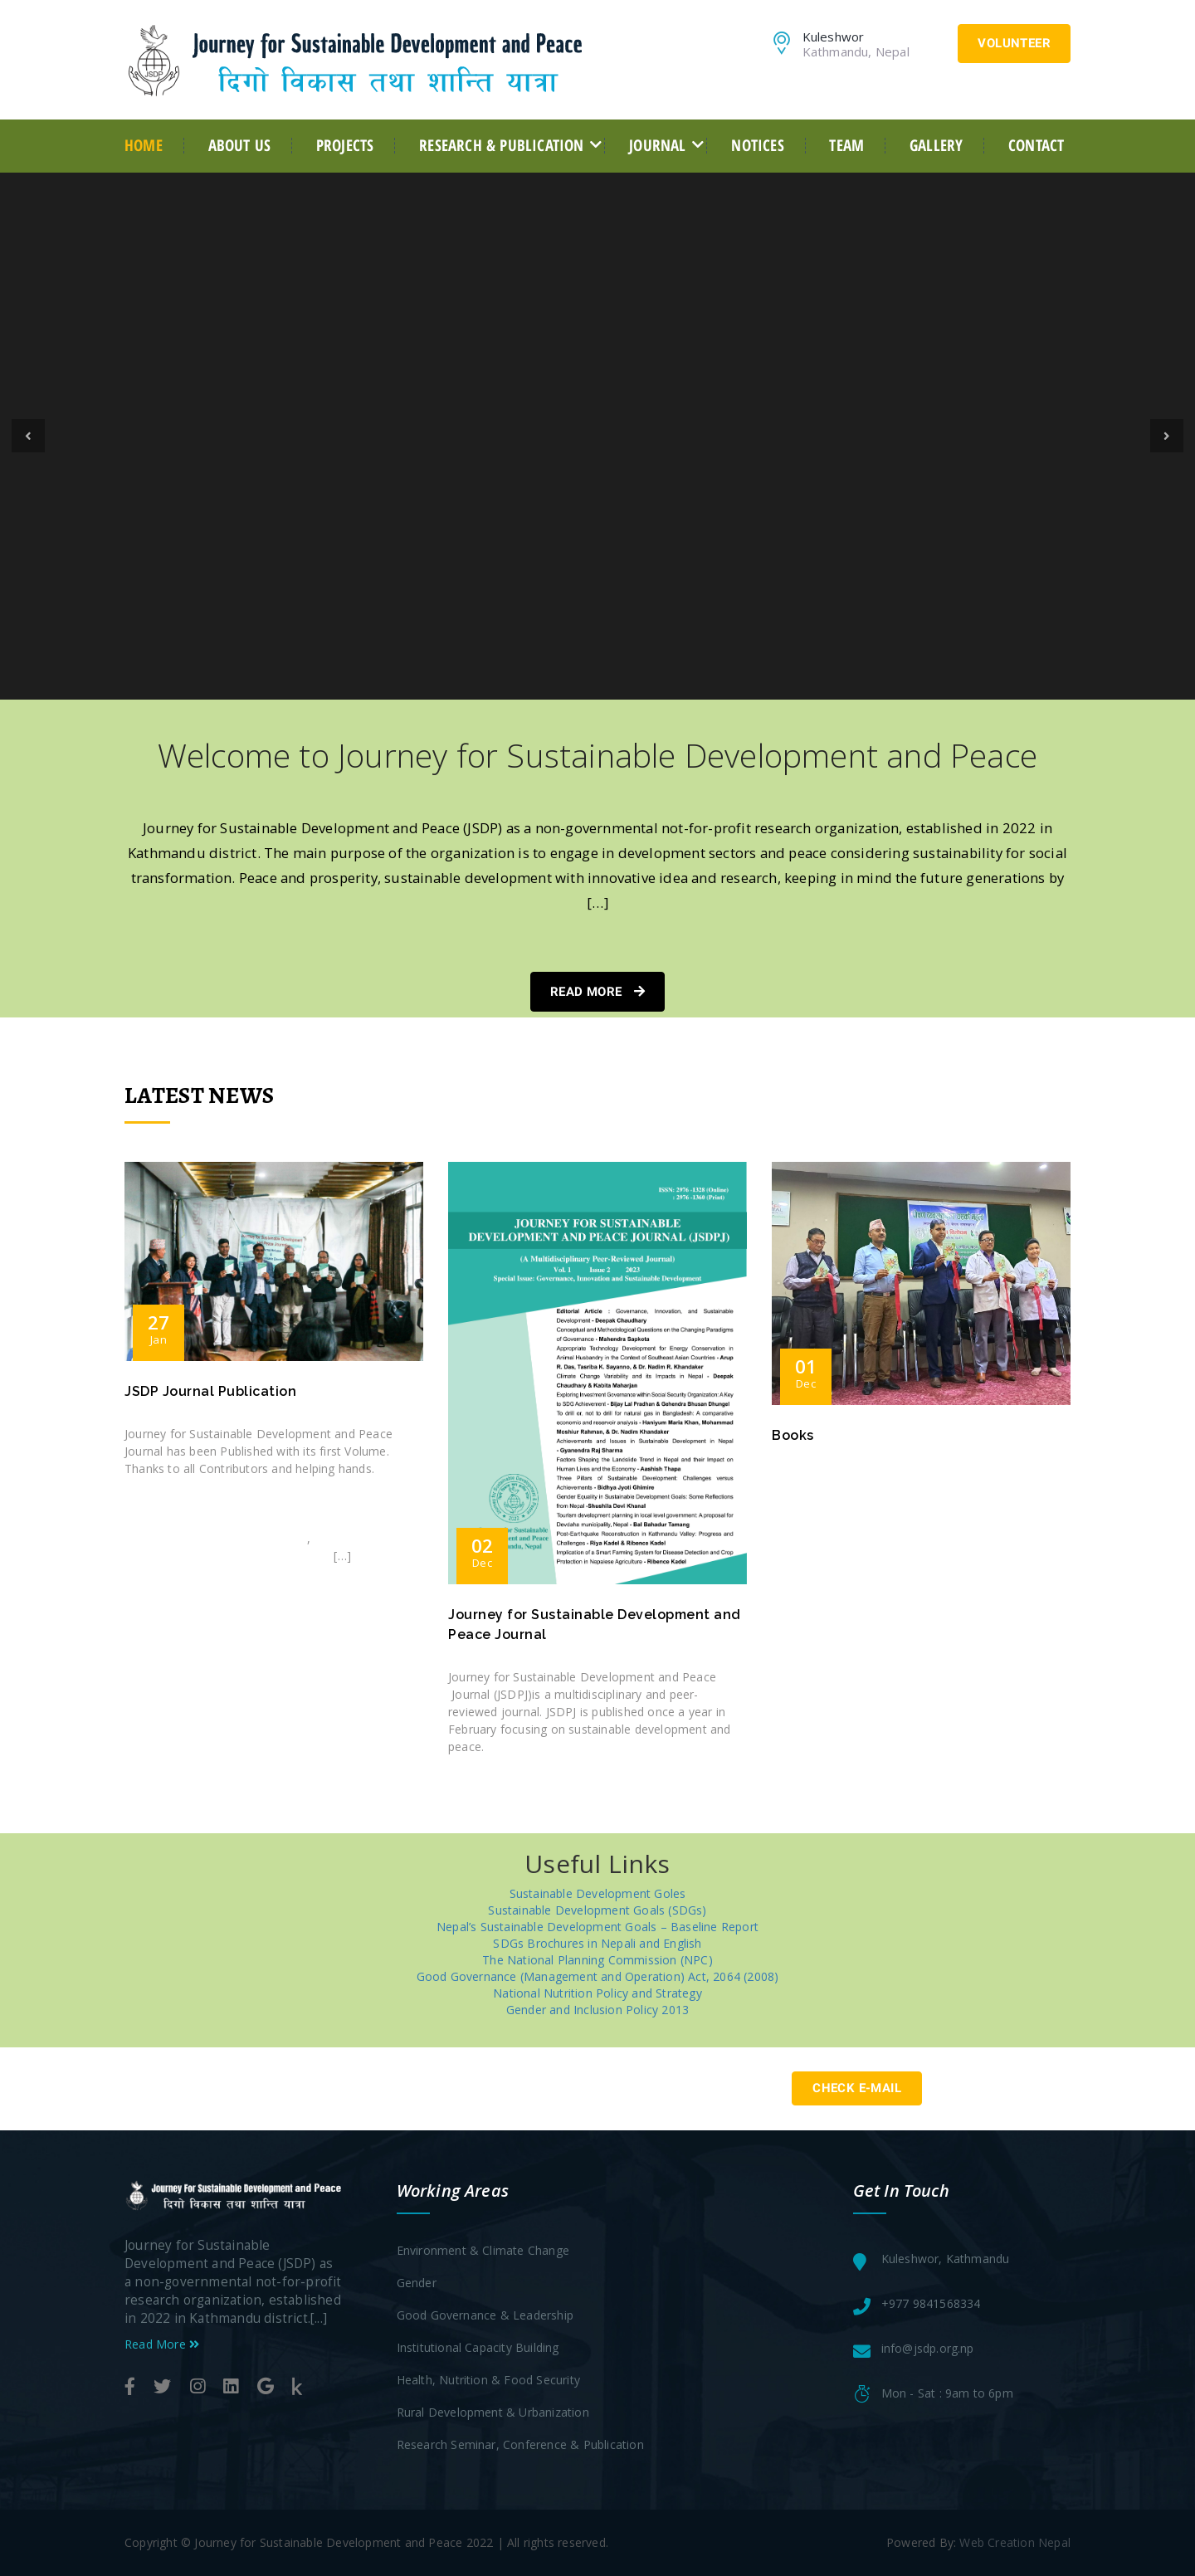 Journey for Sustainable Development and Peace
दिगो विकास तथा शान्ति यात्रा
JSDP
Kuleshwor
Kathmandu, Nepal
VOLUNTEER
HOME
ABOUT US
PROJECTS
RESEARCH & PUBLICATION
JOURNAL
NOTICES
TEAM
GALLERY
CONTACT
Welcome to Journey for Sustainable Development and Peace
Journey for Sustainable Development and Peace (JSDP) as a non-governmental not-for-profit research organization, established in 2022 in
Kathmandu district. The main purpose of the organization is to engage in development sectors and peace considering sustainability for social
transformation. Peace and prosperity, sustainable development with innovative idea and research, keeping in mind the future generations by
[…]
READ MORE
LATEST NEWS
27
Jan
JSDP Journal Publication
Journey for Sustainable Development and Peace
Journal has been Published with its first Volume.
Thanks to all Contributors and helping hands.
,
[…]
ISSN: 2976 -1328 (Online)
: 2976 -1360 (Print)
JOURNEY FOR SUSTAINABLE
DEVELOPMENT AND PEACE JOURNAL (JSDPJ)
(A Multidisciplinary Peer-Reviewed Journal)
Vol. 1 Issue 2 2023
Special Issue: Governance, Innovation and Sustainable Development
Editorial Article : Governance, Innovation, and Sustainable
Development - Deepak Chaudhary
Conceptual and Methodological Questions on the Changing Paradigms
of Governance - Mahendra Sapkota
Appropriate Technology Development for Energy Conservation in
Animal Husbandry in the Context of Southeast Asian Countries - Arup
R. Das, Tasriba K. Sayanno, & Dr. Nadim R. Khandaker
Climate Change Variability and its Impacts in Nepal - Deepak
Chaudhary & Kabita Maharjan
Exploring Investment Governance within Social Security Organization: A Key
to SDG Achievement - Bijay Lal Pradhan & Gehendra Bhusan Dhungel
To drill or, not to drill for natural gas in Bangladesh: A comparative
economic and reservoir analysis - Haniyum Maria Khan, Mohammad
Moshiur Rahman, & Dr. Nadim Khandaker
Achievements and Issues in Sustainable Development in Nepal
- Gyanendra Raj Sharma
Factors Shaping the Landslide Trend in Nepal and their Impact on
Human Lives and the Economy - Aashish Thapa
Three Pillars of Sustainable Development: Challenges versus
Achievements - Bidhya Jyoti Ghimire
Gender Equality in Sustainable Development Goals: Some Reflections
from Nepal -Shushila Devi Khanal
Tourism development planning in local level government: A proposal for
Devdaha municipality, Nepal - Bal Bahadur Tamang
Post-Earthquake Reconstruction in Kathmandu Valley: Progress and
Challenges - Riya Kadel & Ribence Kadel
Implication of a Smart Farming System for Disease Detection and Crop
Protection in Nepalese Agriculture - Ribence Kadel
02
Dec
Journey for Sustainable Development and
Peace Journal
Journey for Sustainable Development and Peace
Journal (JSDPJ)is a multidisciplinary and peer-
reviewed journal. JSDPJ is published once a year in
February focusing on sustainable development and
peace.
01
Dec
Books
Useful Links
Sustainable Development Goles
Sustainable Development Goals (SDGs)
Nepal’s Sustainable Development Goals – Baseline Report
SDGs Brochures in Nepali and English
The National Planning Commission (NPC)
Good Governance (Management and Operation) Act, 2064 (2008)
National Nutrition Policy and Strategy
Gender and Inclusion Policy 2013
CHECK E-MAIL
Journey For Sustainable Development and Peace
दिगो विकास तथा शान्ति यात्रा
Journey for Sustainable
Development and Peace (JSDP) as
a non-governmental not-for-profit
research organization, established
in 2022 in Kathmandu district.[...]
Read More
Working Areas
Environment & Climate Change
Gender
Good Governance & Leadership
Institutional Capacity Building
Health, Nutrition & Food Security
Rural Development & Urbanization
Research Seminar, Conference & Publication
Get In Touch
Kuleshwor, Kathmandu
+977 9841568334
info@jsdp.org.np
Mon - Sat : 9am to 6pm
Copyright © Journey for Sustainable Development and Peace 2022 | All rights reserved.
Powered By: Web Creation Nepal